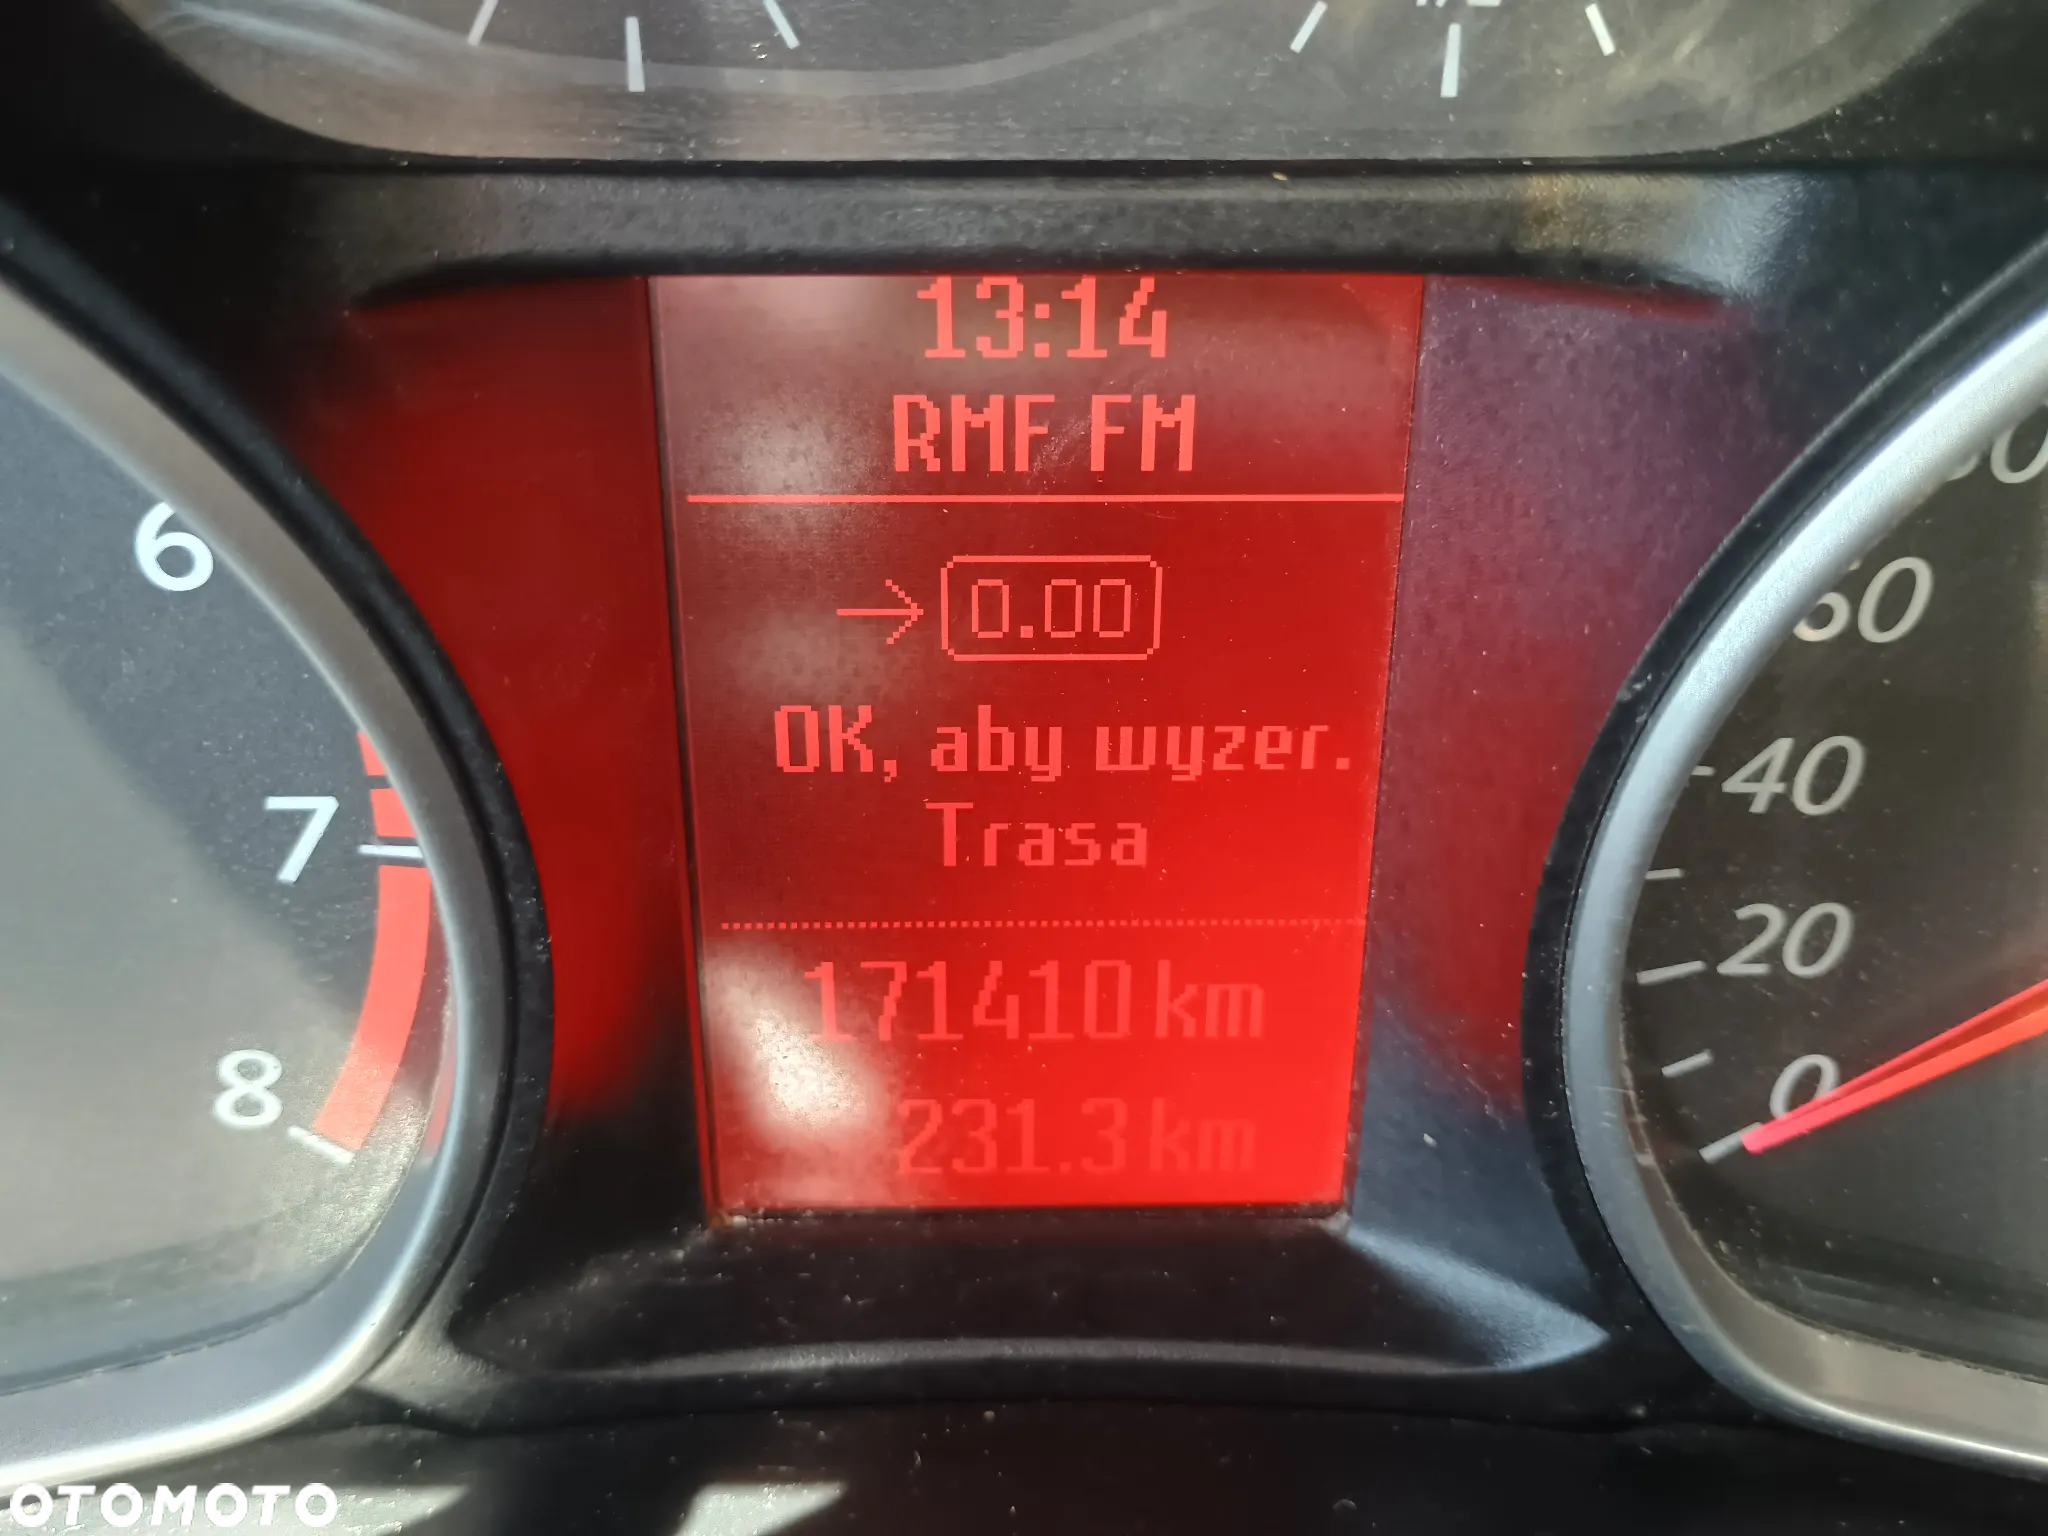 13:14
RMF FM
→ 0.00
OK, aby wyzer.
Trasa
171410 km
231.3 km
6
7
8
60
40
20
0
OTOMOTO